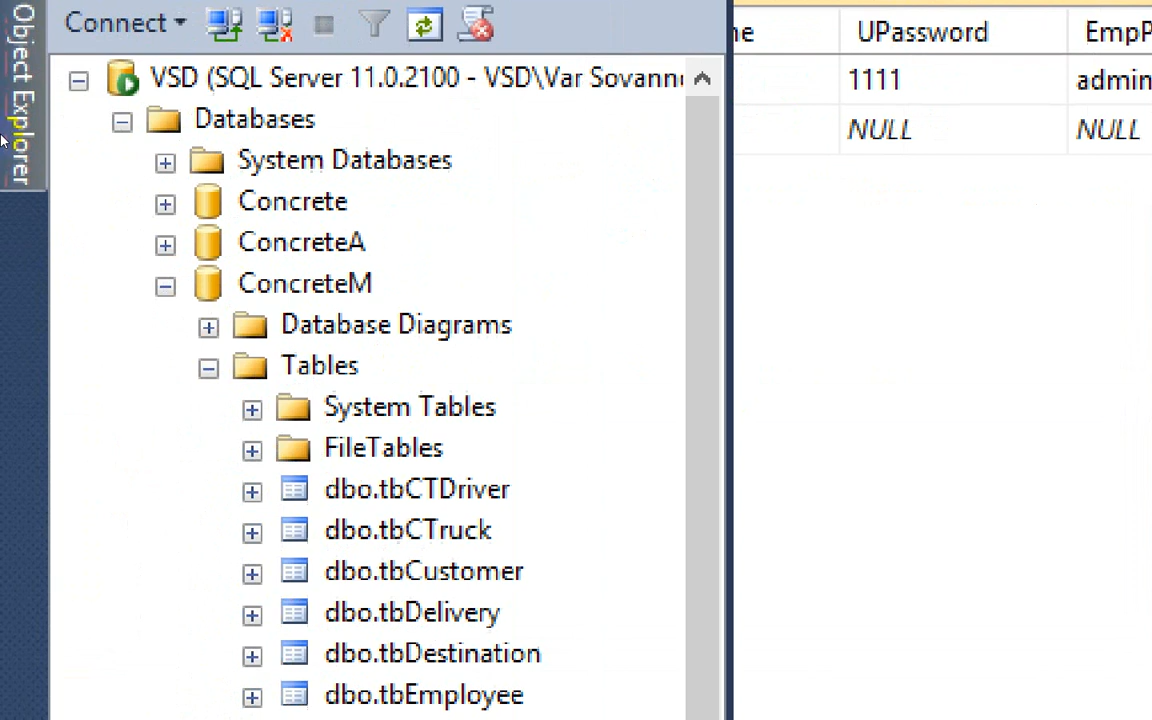 Object Explorer
Connect
VSD (SQL Server 11.0.2100 - VSD\Var Sovann
Databases
System Databases
Concrete
ConcreteA
ConcreteM
Database Diagrams
Tables
System Tables
FileTables
dbo.tbCTDriver
dbo.tbCTruck
dbo.tbCustomer
dbo.tbDelivery
dbo.tbDestination
dbo.tbEmployee
me UPassword EmpP
1111 admin
NULL NULL